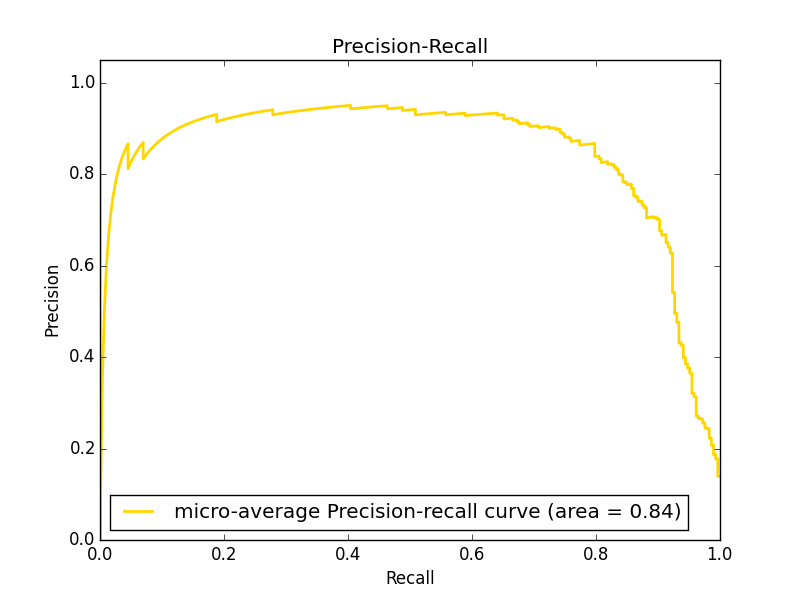 Precision-Recall
1.0
0.8
0.6
0.4
0.2
0.0
Precision
micro-average Precision-recall curve (area = 0.84)
0.0 0.2 0.4 0.6 0.8 1.0
Recall